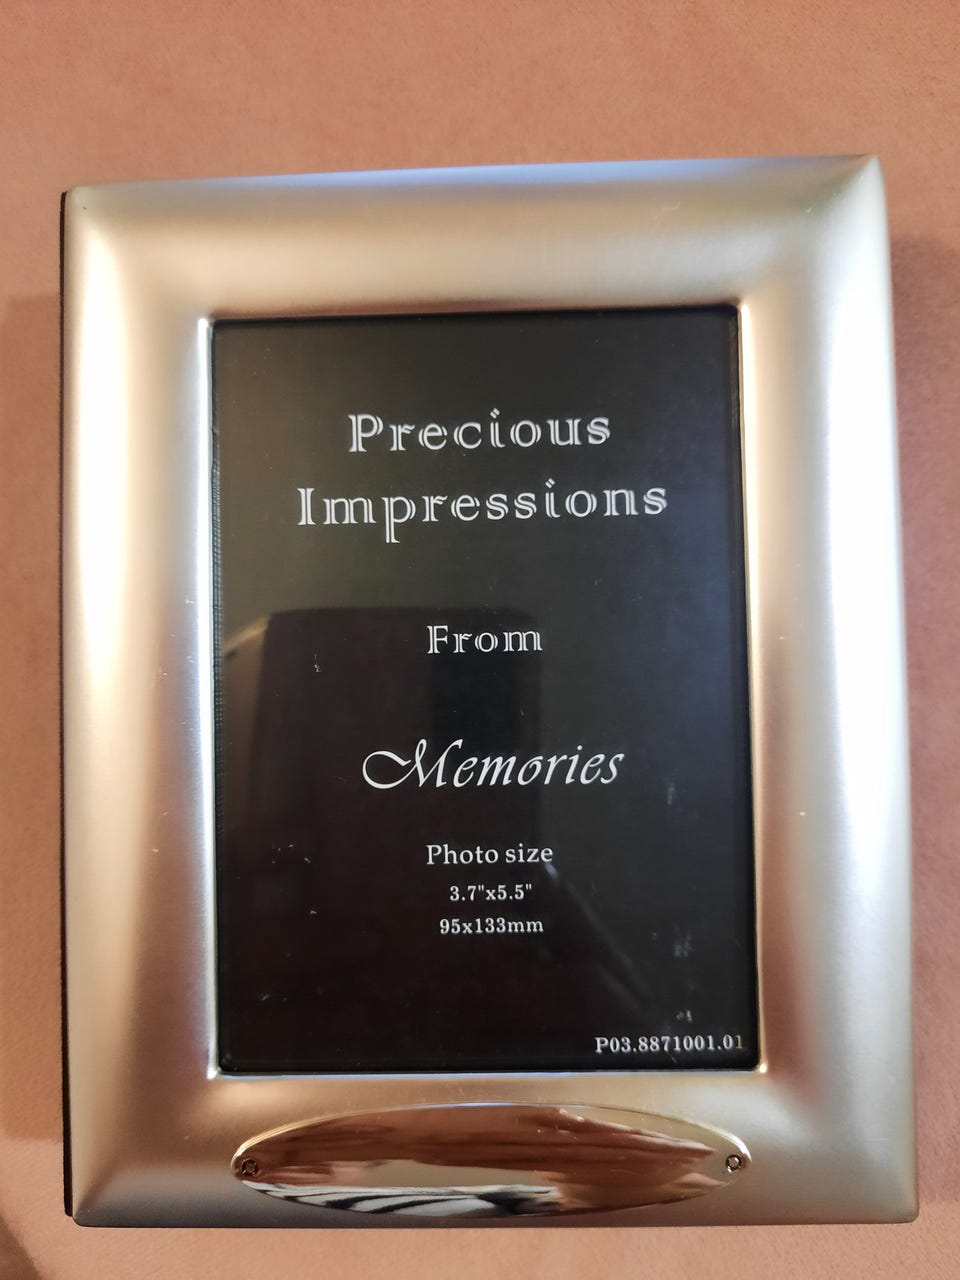 Precious
Impressions
From
Memories
Photo size
3.7"x5.5"
95x133mm
P03.8871001.01